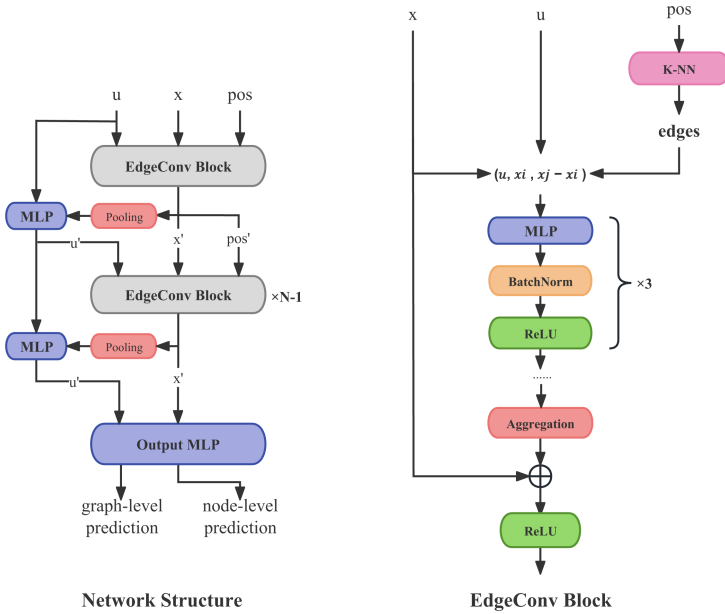 u
x
pos
EdgeConv Block
MLP
Pooling
u'
x'
pos'
EdgeConv Block
×N-1
MLP
Pooling
u'
x'
Output MLP
graph-level
prediction
node-level
prediction
Network Structure
x
u
pos
K-NN
edges
(u, xi , xj − xi )
MLP
BatchNorm
×3
ReLU
......
Aggregation
ReLU
EdgeConv Block